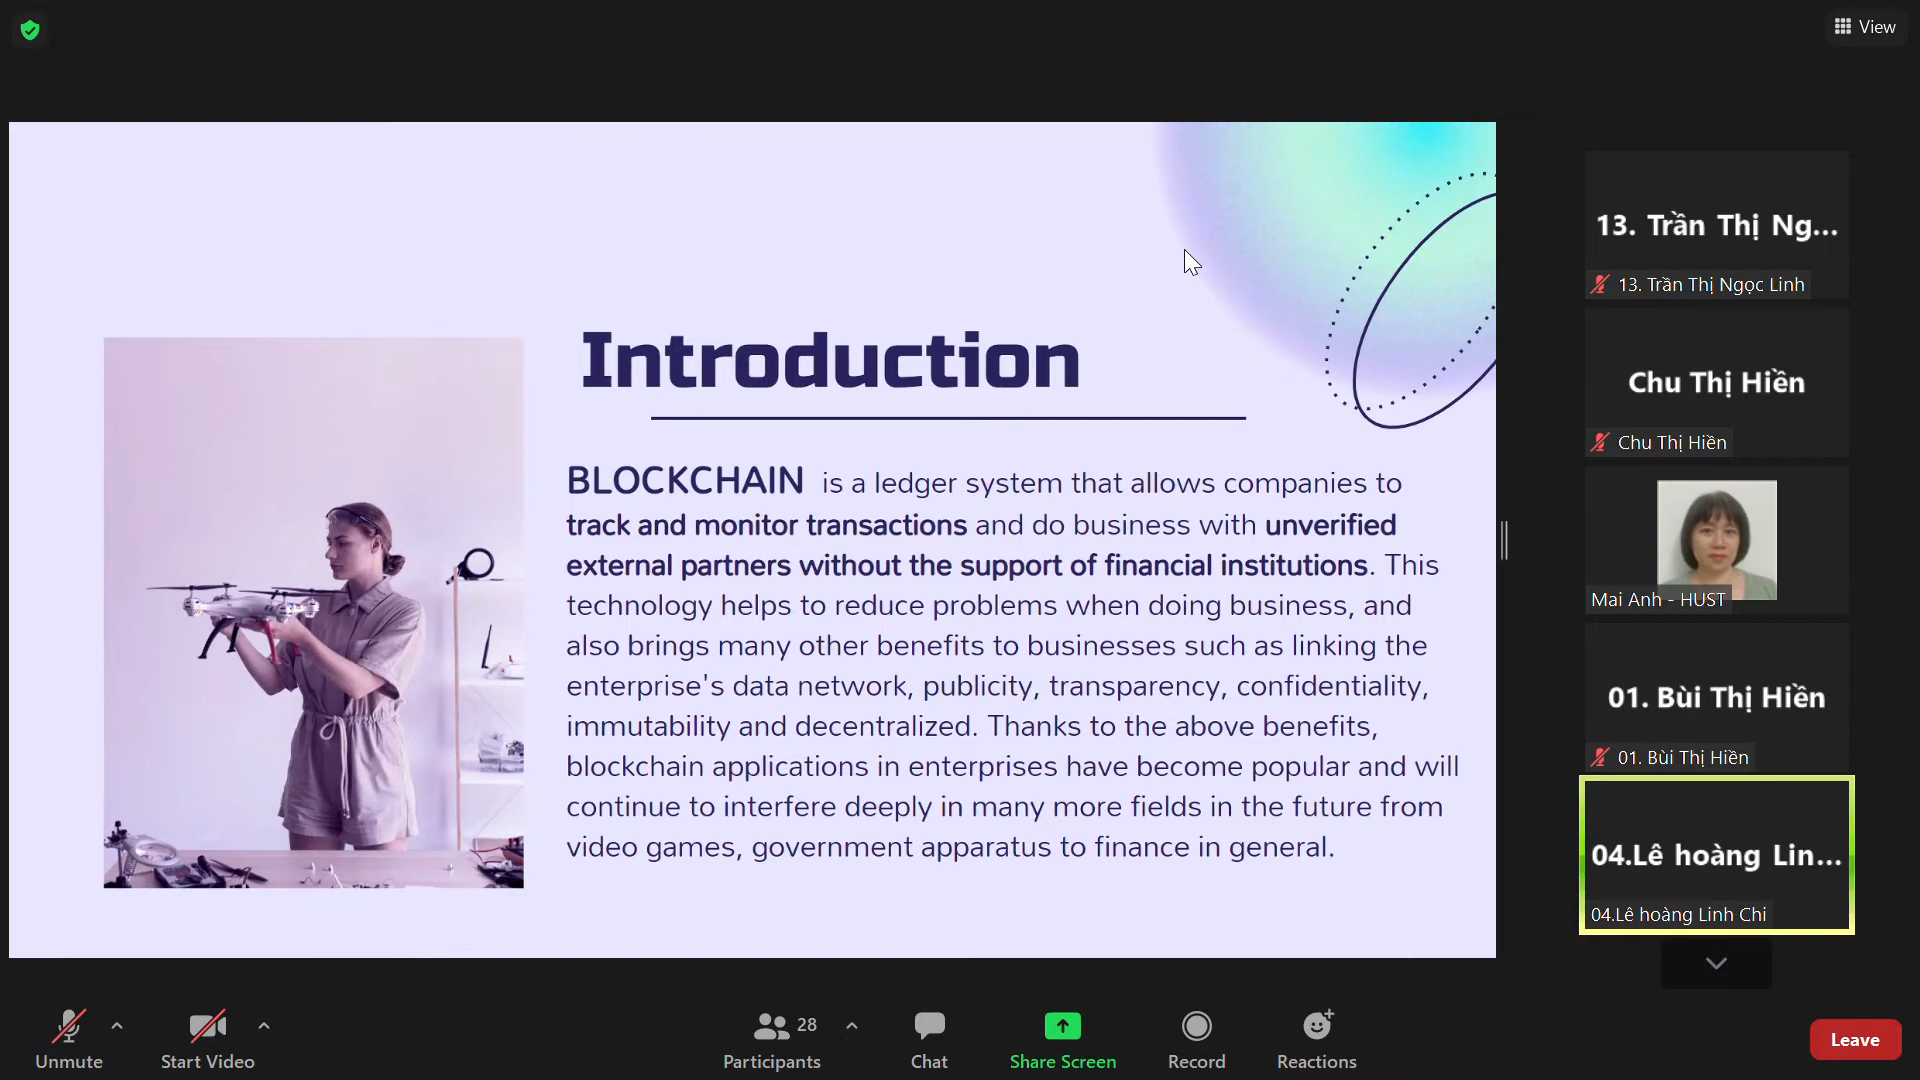 View
Introduction
BLOCKCHAIN is a ledger system that allows companies to
track and monitor transactions and do business with unverified
external partners without the support of financial institutions. This
technology helps to reduce problems when doing business, and
also brings many other benefits to businesses such as linking the
enterprise's data network, publicity, transparency, confidentiality,
immutability and decentralized. Thanks to the above benefits,
blockchain applications in enterprises have become popular and will
continue to interfere deeply in many more fields in the future from
video games, government apparatus to finance in general.
13. Trần Thị Ng...
13. Trần Thị Ngọc Linh
Chu Thị Hiền
Chu Thị Hiền
Mai Anh - HUST
01. Bùi Thị Hiền
01. Bùi Thị Hiền
04.Lê hoàng Lin...
04.Lê hoàng Linh Chi
Unmute
Start Video
28
Participants
Chat
Share Screen
Record
Reactions
Leave